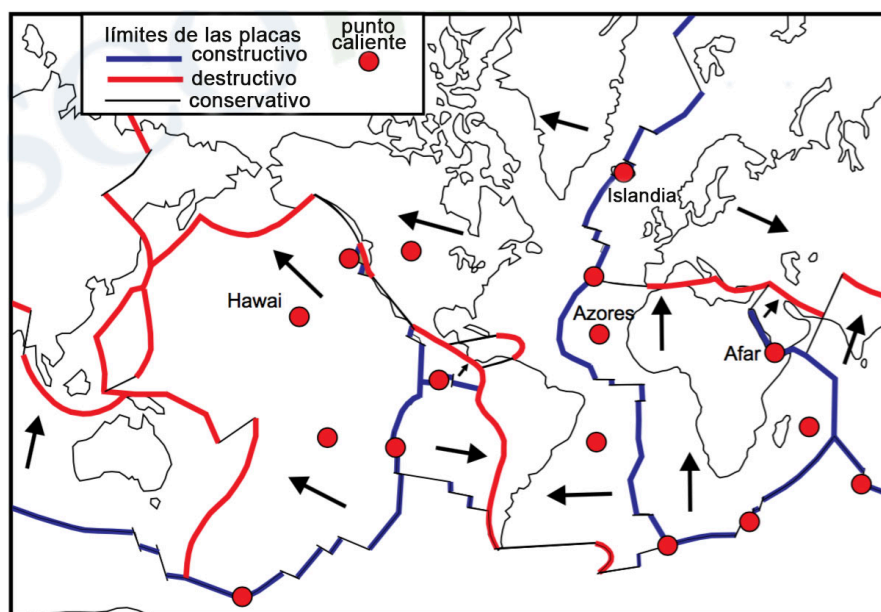 límites de las placas
constructivo
destructivo
conservativo
punto
caliente
Islandia
Hawai
Azores
Afar